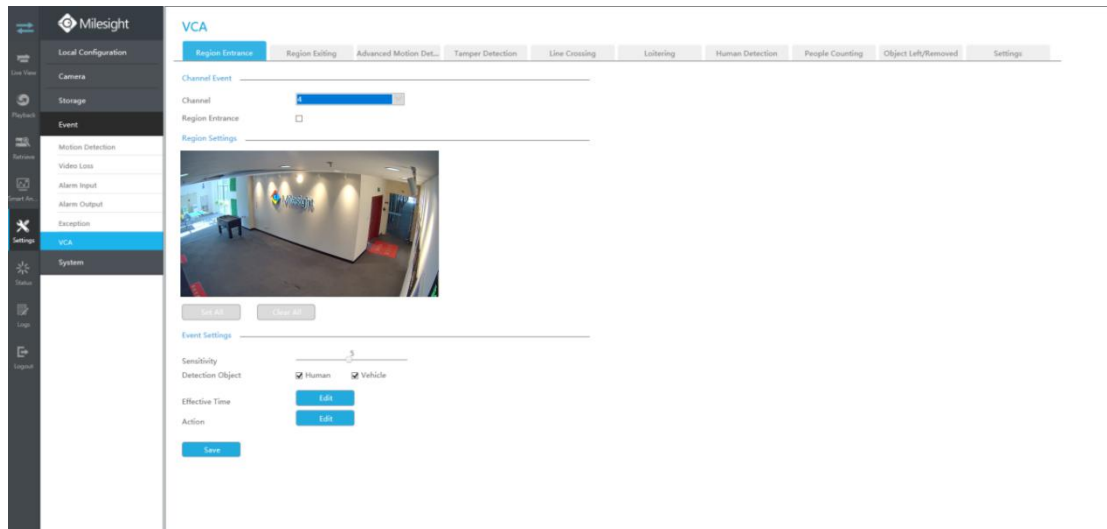 Milesight
VCA
Local Configuration
Live View
Camera
Playback
Storage
Event
Retrieve
Motion Detection
Video Loss
Smart An...
Alarm Input
Alarm Output
Settings
Exception
VCA
Status
System
Logs
Logout
Region Entrance Region Exiting Advanced Motion Det... Tamper Detection Line Crossing Loitering Human Detection People Counting Object Left/Removed Settings
Channel Event
Channel 4
Region Entrance
Region Settings
Milesight
Set All Clear All
Event Settings
Sensitivity 5
Detection Object Human Vehicle
Effective Time Edit
Action Edit
Save